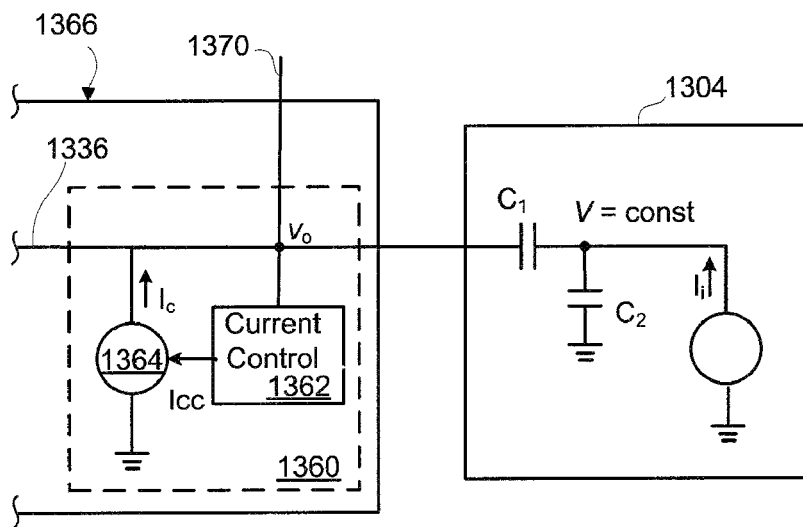 1366
1370
1304
1336
C1
V = const
vo
Ic
Ii
Current
Control
1362
1364
C2
Icc
1360